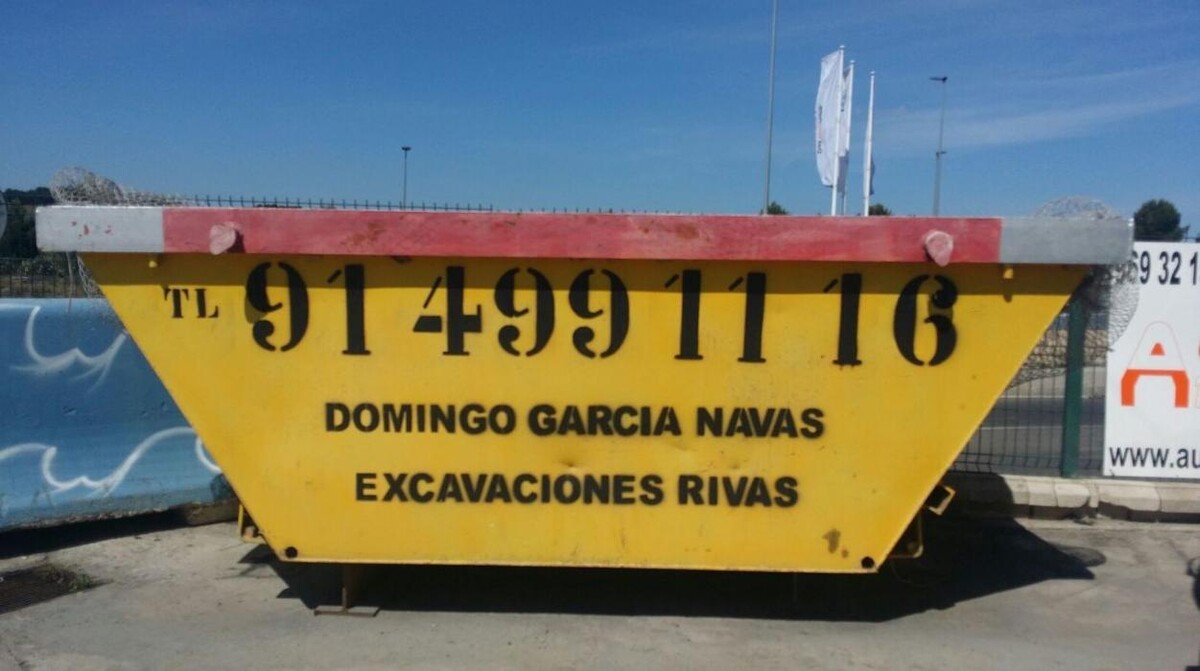 TL 91 499 11 16
DOMINGO GARCIA NAVAS
EXCAVACIONES RIVAS
69 32 1
A
www.au